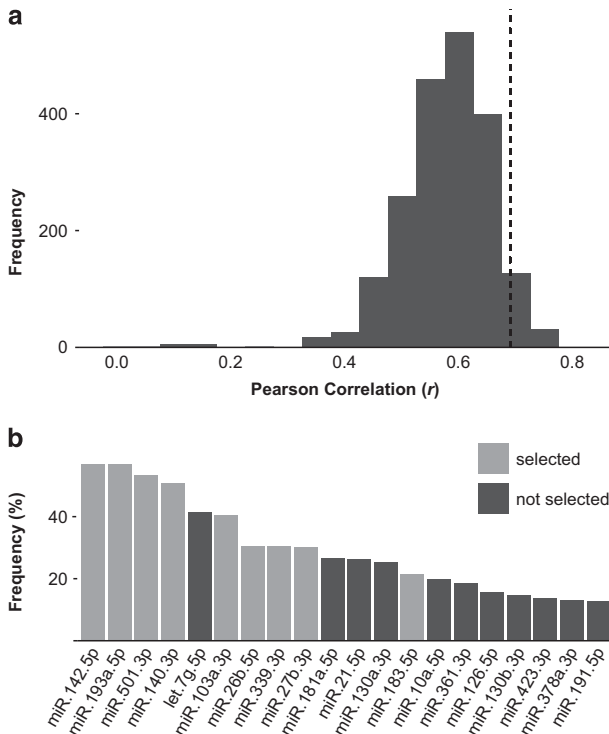 a
Frequency
400
200
0
0.0 0.2 0.4 0.6 0.8
Pearson Correlation (r)
b
Frequency (%)
40
20
selected
not selected
miR.142.5p
miR.193a.5p
miR.501.3p
miR.140.3p
let.7g.5p
miR.103a.3p
miR.26b.5p
miR.339.3p
miR.27b.3p
miR.181a.5p
miR.21.5p
miR.130a.3p
miR.183.5p
miR.10a.5p
miR.361.3p
miR.126.5p
miR.130b.3p
miR.423.3p
miR.378a.3p
miR.191.5p